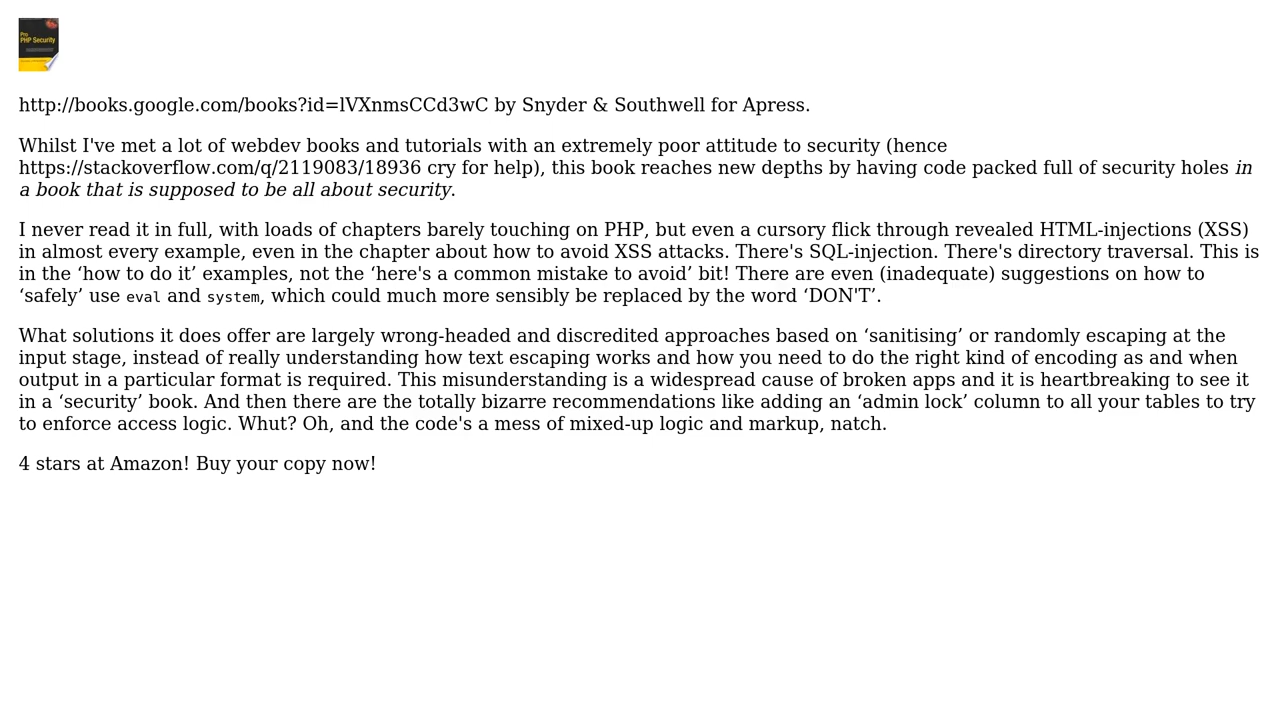 Pro
PHP Security
http://books.google.com/books?id=lVXnmsCCd3wC by Snyder & Southwell for Apress.
Whilst I've met a lot of webdev books and tutorials with an extremely poor attitude to security (hence
https://stackoverflow.com/q/2119083/18936 cry for help), this book reaches new depths by having code packed full of security holes in
a book that is supposed to be all about security.
I never read it in full, with loads of chapters barely touching on PHP, but even a cursory flick through revealed HTML-injections (XSS)
in almost every example, even in the chapter about how to avoid XSS attacks. There's SQL-injection. There's directory traversal. This is
in the ‘how to do it’ examples, not the ‘here's a common mistake to avoid’ bit! There are even (inadequate) suggestions on how to
‘safely’ use eval and system, which could much more sensibly be replaced by the word ‘DON'T’.
What solutions it does offer are largely wrong-headed and discredited approaches based on ‘sanitising’ or randomly escaping at the
input stage, instead of really understanding how text escaping works and how you need to do the right kind of encoding as and when
output in a particular format is required. This misunderstanding is a widespread cause of broken apps and it is heartbreaking to see it
in a ‘security’ book. And then there are the totally bizarre recommendations like adding an ‘admin lock’ column to all your tables to try
to enforce access logic. Whut? Oh, and the code's a mess of mixed-up logic and markup, natch.
4 stars at Amazon! Buy your copy now!